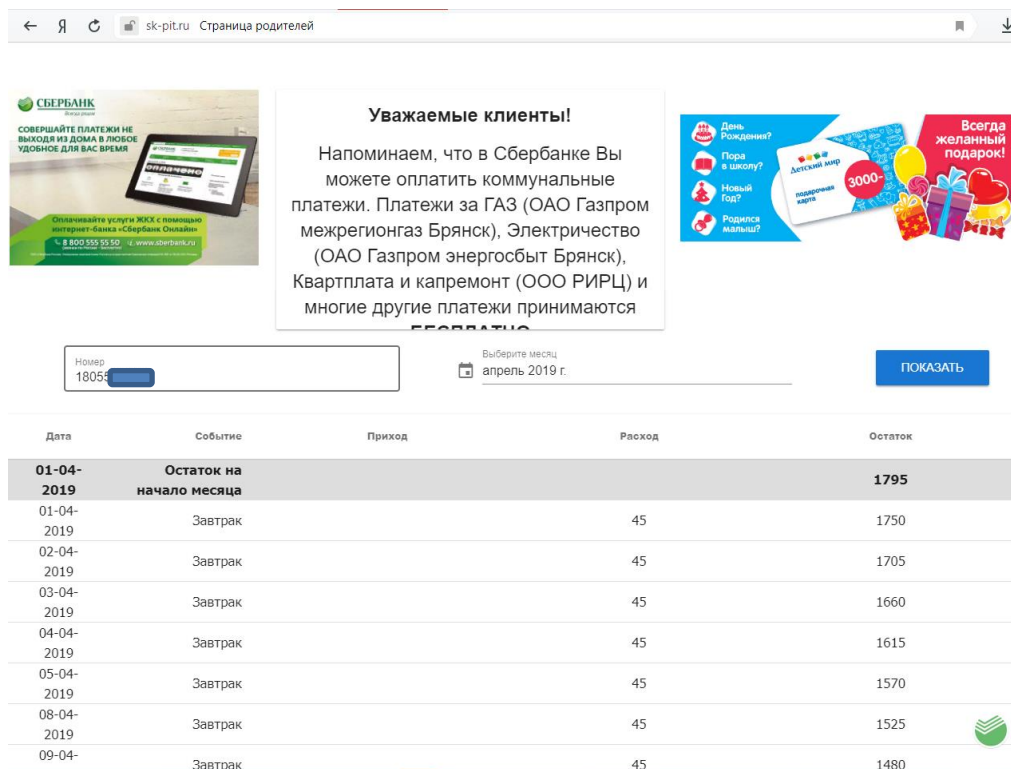 sk-pit.ru Страница родителей
СБЕРБАНК
Всегда рядом
СОВЕРШАЙТЕ ПЛАТЕЖИ НЕ
ВЫХОДЯ ИЗ ДОМА В ЛЮБОЕ
УДОБНОЕ ДЛЯ ВАС ВРЕМЯ
ОПЛАЧЕНО
Оплачивайте услуги ЖКХ с помощью
интернет-банка «Сбербанк Онлайн»
8 800 555 55 50 www.sberbank.ru
Уважаемые клиенты!
Напоминаем, что в Сбербанке Вы
можете оплатить коммунальные
платежи. Платежи за ГАЗ (ОАО Газпром
межрегионгаз Брянск), Электричество
(ОАО Газпром энергосбыт Брянск),
Квартплата и капремонт (ООО РИРЦ) и
многие другие платежи принимаются
БЕСПЛАТНО
День
Рождения?
Пора
в школу?
Новый
Год?
Родился
малыш?
Детский мир
подарочная
карта
3000-
Всегда
желанный
подарок!
Номер
18055
Выберите месяц
апрель 2019 г.
ПОКАЗАТЬ
Дата Событие Приход Расход Остаток
01-04-
2019
Остаток на
начало месяца
1795
01-04-
2019
Завтрак 45 1750
02-04-
2019
Завтрак 45 1705
03-04-
2019
Завтрак 45 1660
04-04-
2019
Завтрак 45 1615
05-04-
2019
Завтрак 45 1570
08-04-
2019
Завтрак 45 1525
09-04-
Завтрак 45 1480